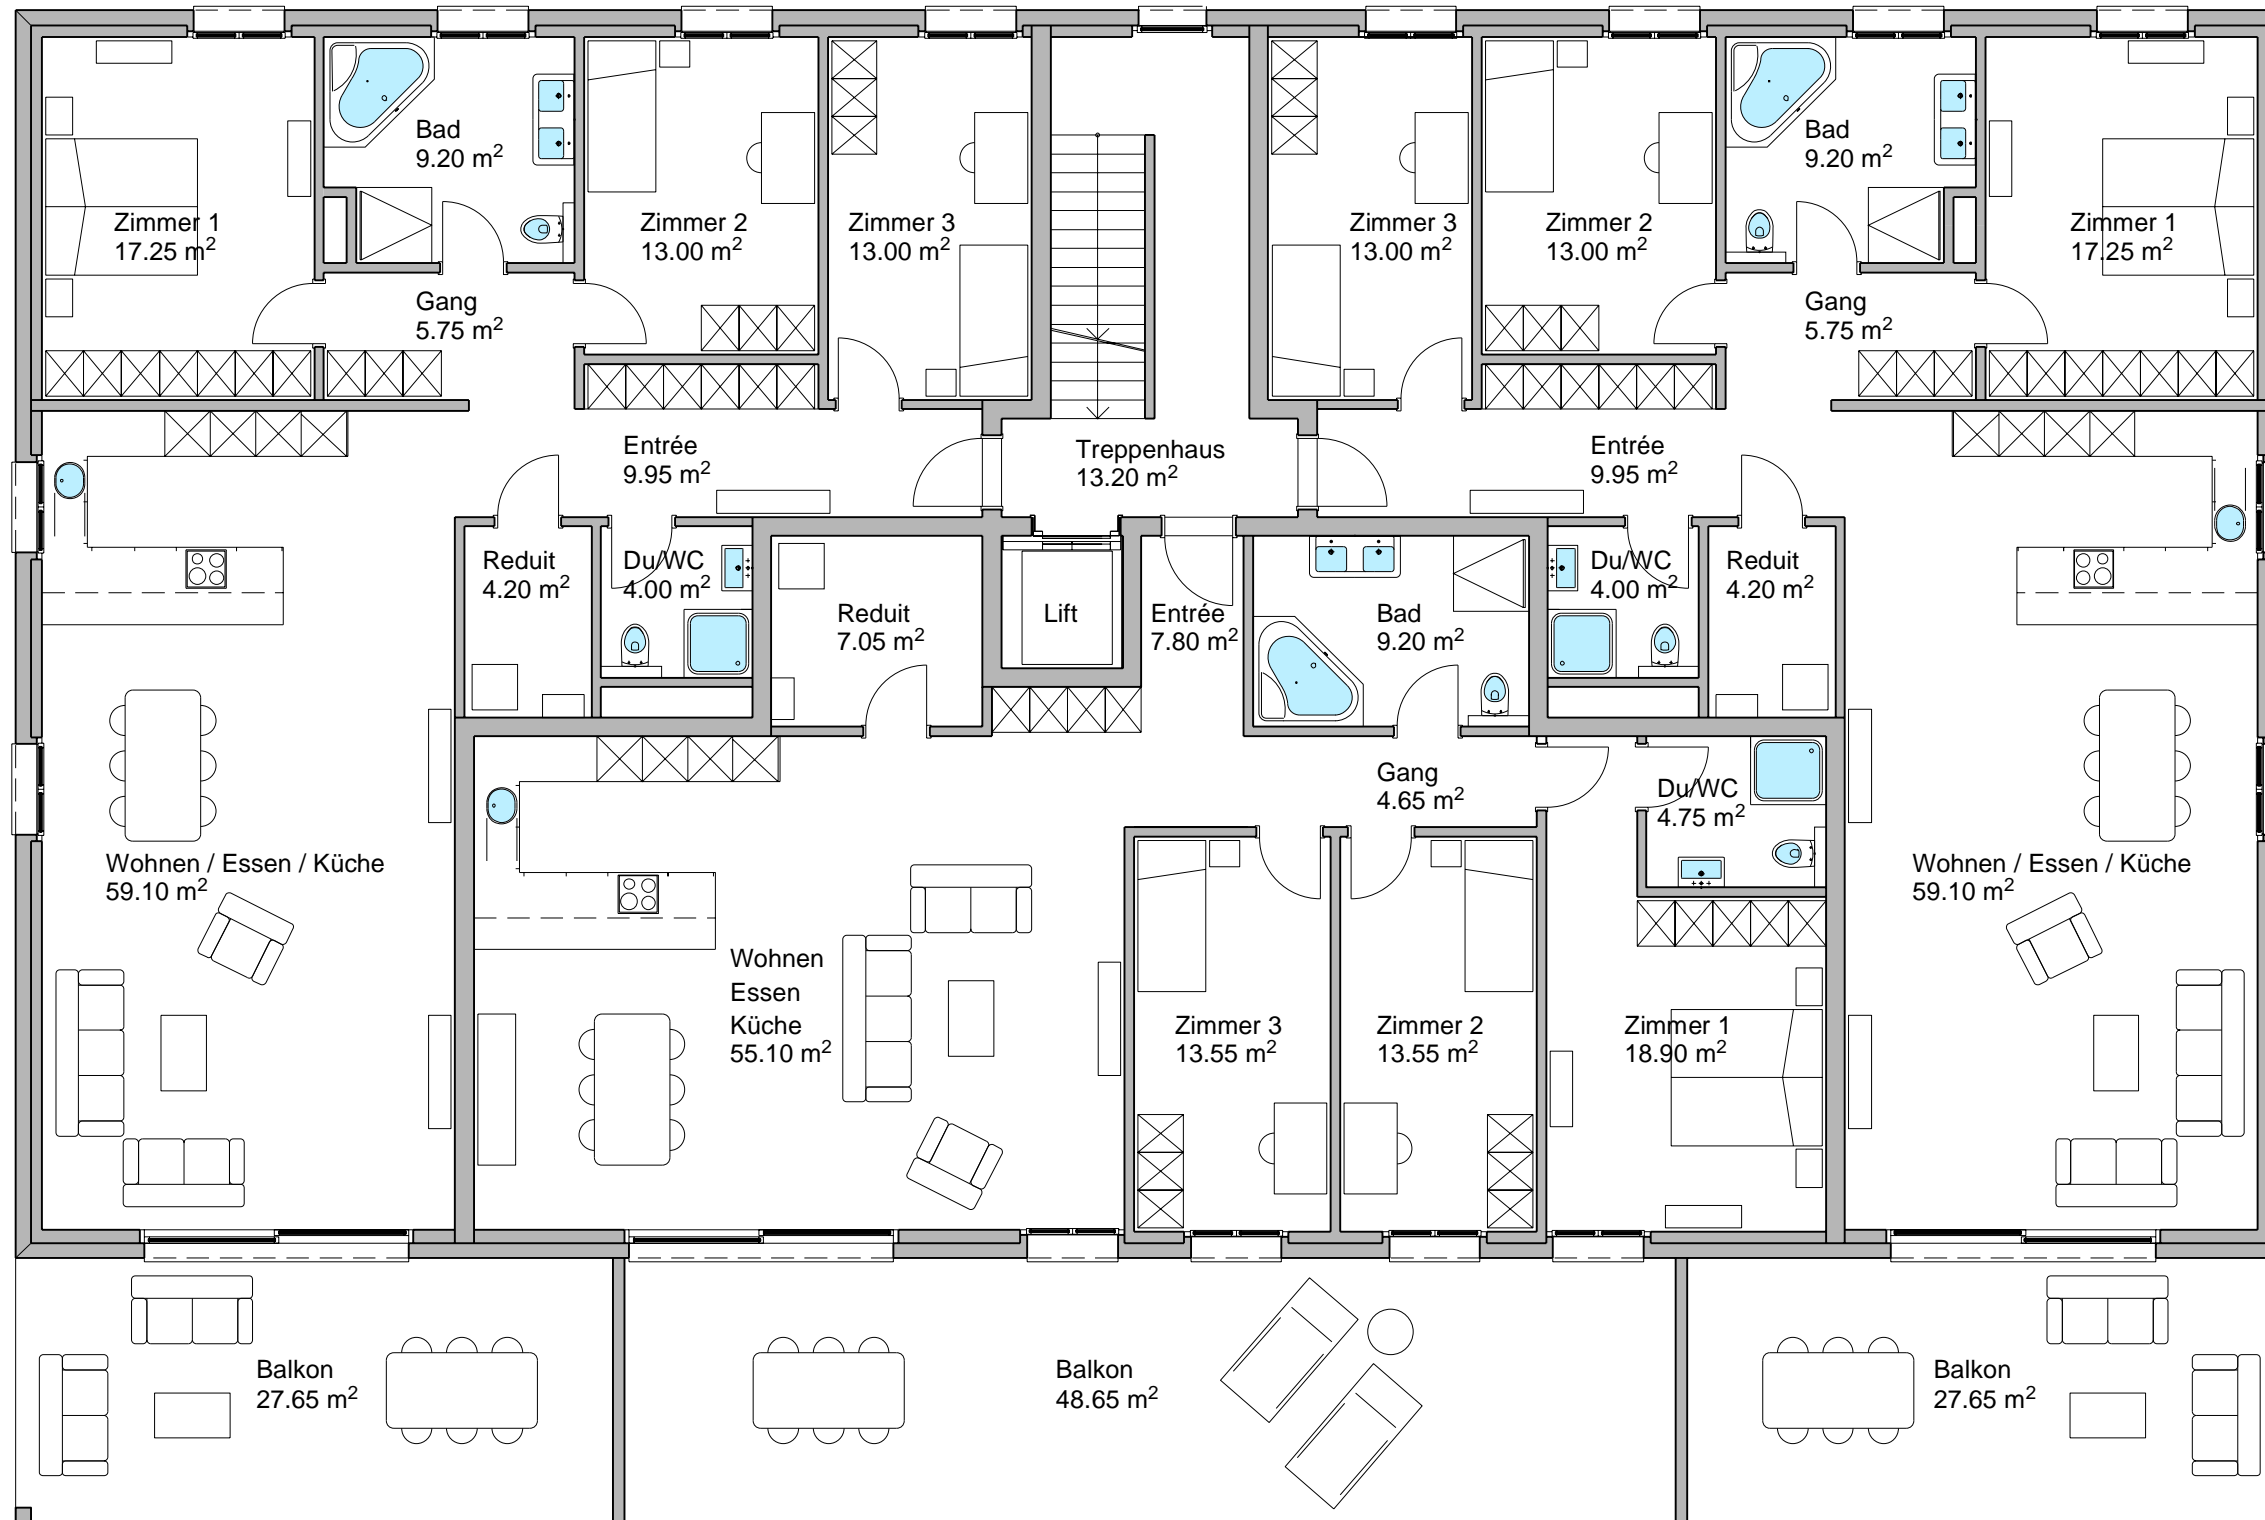 Bad
9.20 m²
Bad
9.20 m²
Zimmer 1
17.25 m²
Zimmer 2
13.00 m²
Zimmer 3
13.00 m²
Zimmer 3
13.00 m²
Zimmer 2
13.00 m²
Zimmer 1
17.25 m²
Gang
5.75 m²
Gang
5.75 m²
Entrée
9.95 m²
Treppenhaus
13.20 m²
Entrée
9.95 m²
Reduit
4.20 m²
Du/WC
4.00 m²
Reduit
7.05 m²
Lift
Entrée
7.80 m²
Bad
9.20 m²
Du/WC
4.00 m²
Reduit
4.20 m²
Gang
4.65 m²
Du/WC
4.75 m²
Wohnen / Essen / Küche
59.10 m²
Wohnen
Essen
Küche
55.10 m²
Wohnen / Essen / Küche
59.10 m²
Zimmer 3
13.55 m²
Zimmer 2
13.55 m²
Zimmer 1
18.90 m²
Balkon
27.65 m²
Balkon
48.65 m²
Balkon
27.65 m²